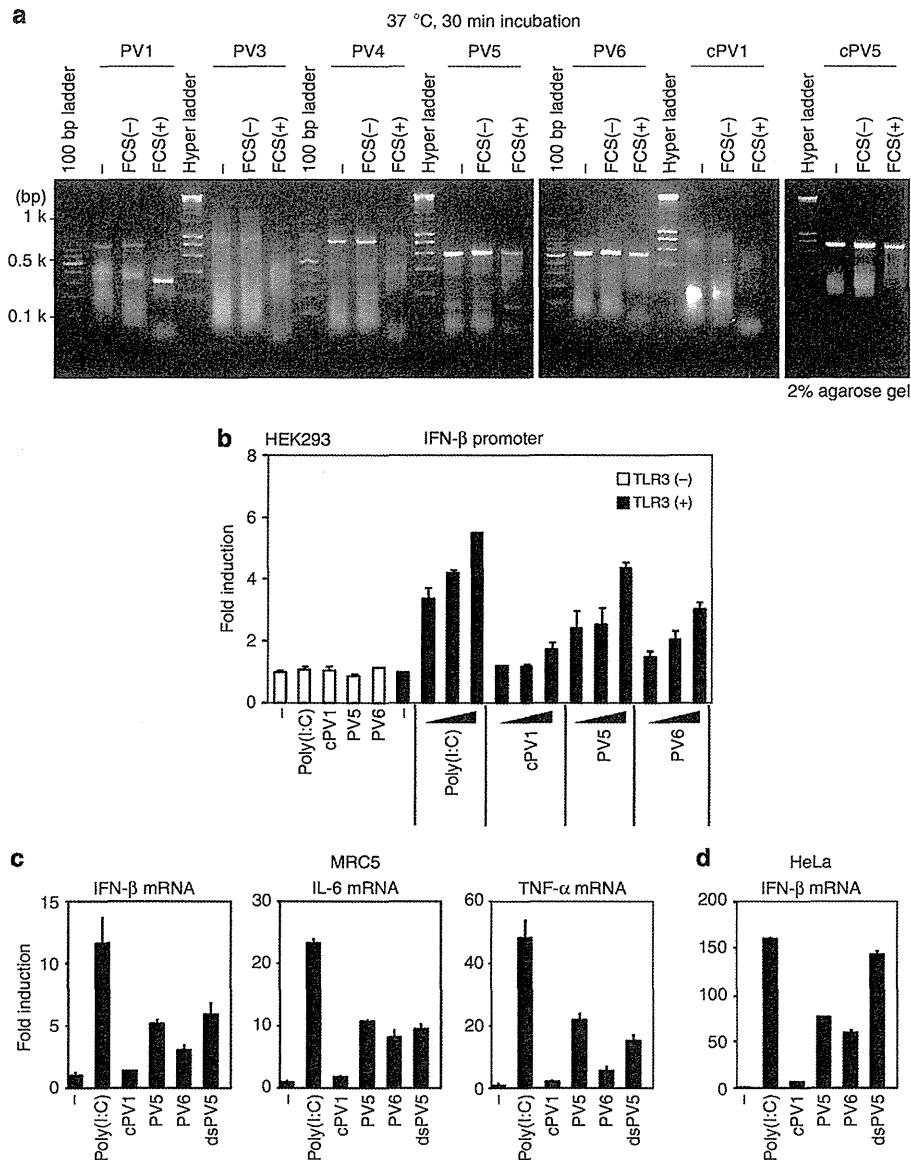 a
37 °C, 30 min incubation
PV1 PV3 PV4 PV5 PV6 cPV1 cPV5
100 bp ladder – FCS(–) FCS(+) Hyper ladder – FCS(–) FCS(+) 100 bp ladder – FCS(–) FCS(+) Hyper ladder – FCS(–) FCS(+) 100 bp ladder – FCS(–) FCS(+) Hyper ladder – FCS(–) FCS(+) Hyper ladder – FCS(–) FCS(+)
(bp)
1 k
0.5 k
0.1 k
2% agarose gel
b
HEK293 IFN-β promoter
Fold induction
8
6
4
2
0
TLR3 (–)
TLR3 (+)
– Poly(I:C) cPV1 PV5 PV6 – Poly(I:C) cPV1 PV5 PV6
c
MRC5
IFN-β mRNA IL-6 mRNA TNF-α mRNA
Fold induction
15
10
5
0
– Poly(I:C) cPV1 PV5 PV6 dsPV5
30
20
10
0
– Poly(I:C) cPV1 PV5 PV6 dsPV5
60
40
20
0
– Poly(I:C) cPV1 PV5 PV6 dsPV5
d
HeLa
IFN-β mRNA
200
150
100
50
0
– Poly(I:C) cPV1 PV5 PV6 dsPV5